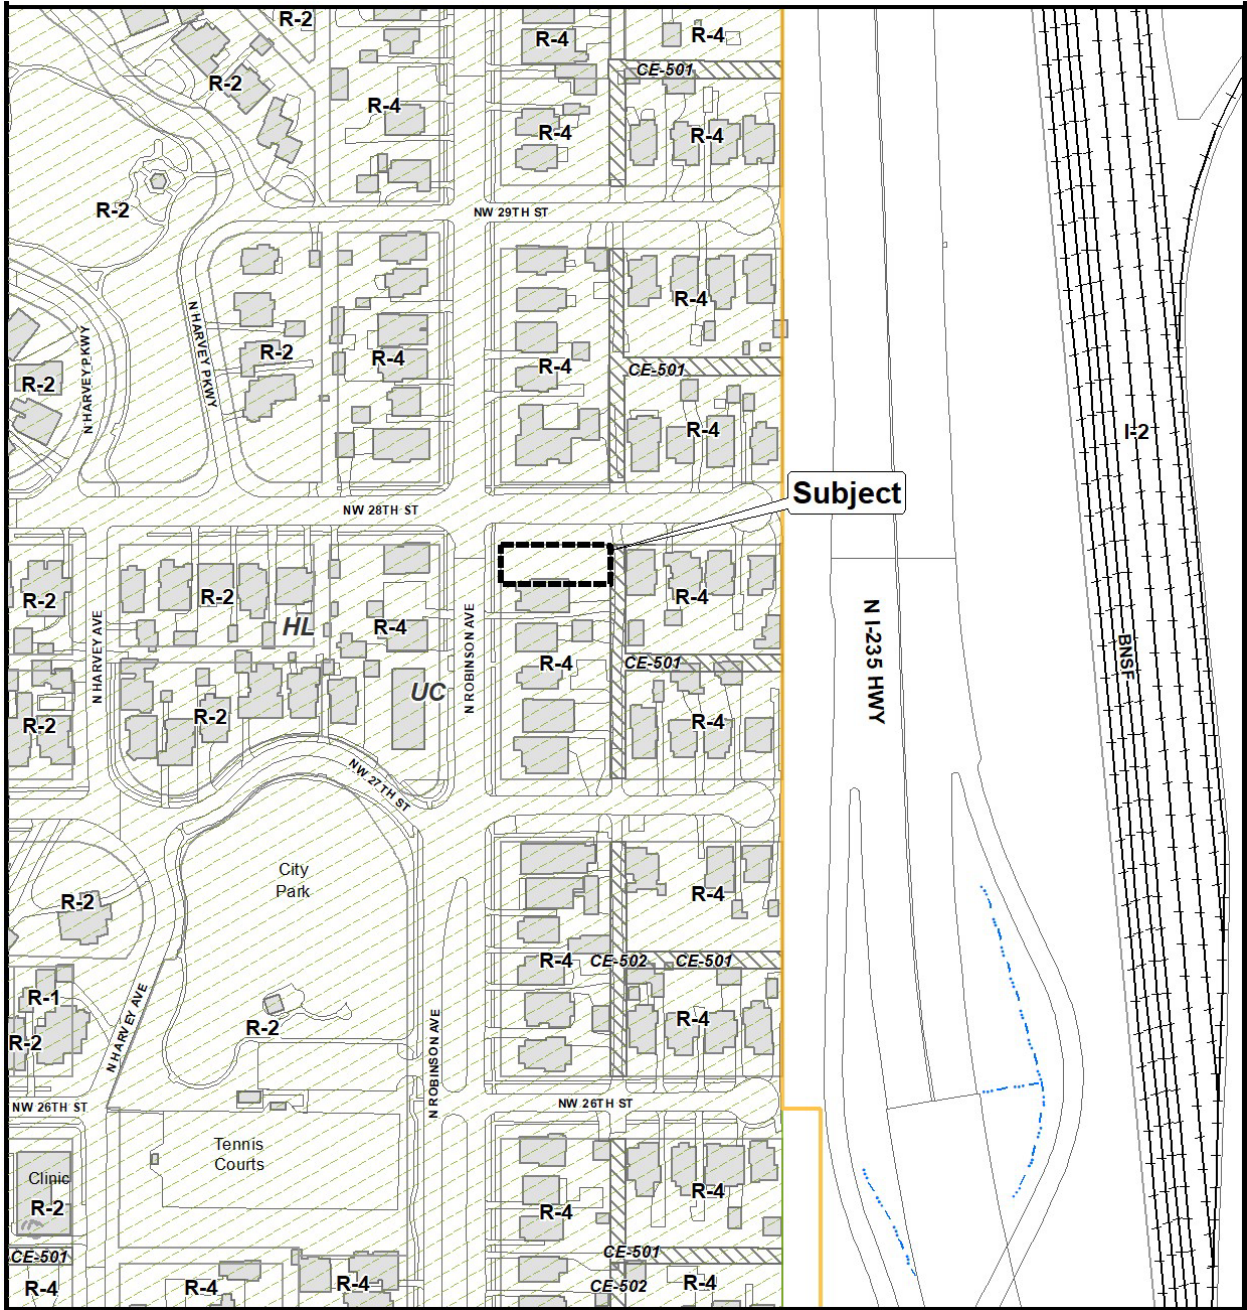 R-2
R-4
R-4
CE-501
R-2
R-4
R-4
R-4
R-2
NW 29TH ST
R-4
N HARVEY PKWY
N HARVEY PKWY
R-2
R-4
R-4
CE-501
R-2
R-4
I-2
Subject
NW 28TH ST
R-2
R-2
R-4
HL
R-4
N HARVEY AVE
N ROBINSON AVE
N I-235 HWY
BNSF
R-4
CE-501
UC
R-2
R-2
R-4
NW 27TH ST
City
Park
R-2
R-4
R-4
CE-502
CE-501
R-1
R-2
R-2
R-4
N HARVEY AVE
N ROBINSON AVE
NW 26TH ST
NW 26TH ST
Tennis
Courts
Clinic
R-2
R-4
R-4
CE-501
CE-501
R-4
R-4
R-4
CE-502
R-4